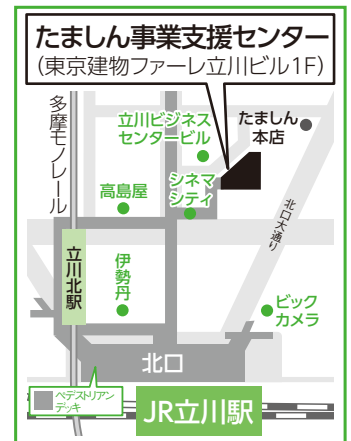 たましん事業支援センター
(東京建物ファーレ立川ビル1F)
多摩モノレール
立川ビジネス
センタービル
たましん
本店
シネマ
シティ
高島屋
北口大通り
立川北駅
伊勢丹
ビック
カメラ
北口
ペデストリアン
デッキ
JR立川駅